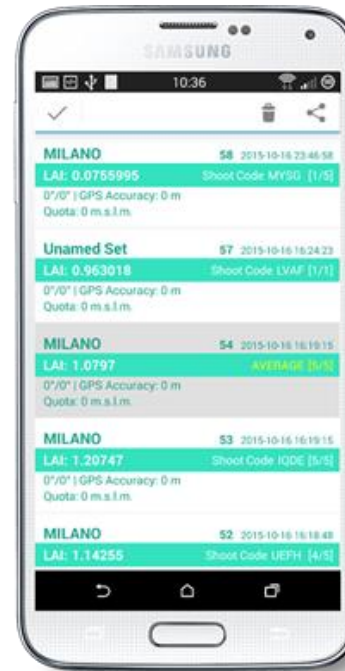 SAMSUNG
10:36
MILANO 58 2015-10-16 23:46:58
LAI: 0.0755995 Shoot Code MYSG [1/5]
0°/0° | GPS Accuracy: 0 m
Quota: 0 m.s.l.m.
Unamed Set 57 2015-10-16 16:24:23
LAI: 0.963018 Shoot Code LVAF [1/1]
0°/0° | GPS Accuracy: 0 m
Quota: 0 m.s.l.m.
MILANO 54 2015-10-16 16:19:15
LAI: 1.0797 AVERAGE [5/5]
0°/0° | GPS Accuracy: 0 m
Quota: 0 m.s.l.m.
MILANO 53 2015-10-16 16:19:15
LAI: 1.20747 Shoot Code IQDE [5/5]
0°/0° | GPS Accuracy: 0 m
Quota: 0 m.s.l.m.
MILANO 52 2015-10-16 16:18:48
LAI: 1.14255 Shoot Code UEFH [4/5]